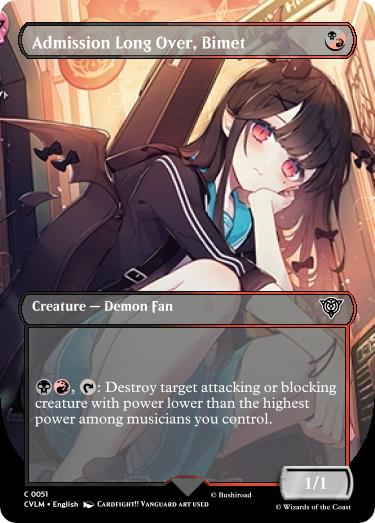 Admission Long Over, Bimet
Creature — Demon Fan
: Destroy target attacking or blocking
creature with power lower than the highest
power among musicians you control.
1/1
C 0051
© Bushiroad
CVLM • English CARDFIGHT!! VANGUARD ART USED
© Wizards of the Coast